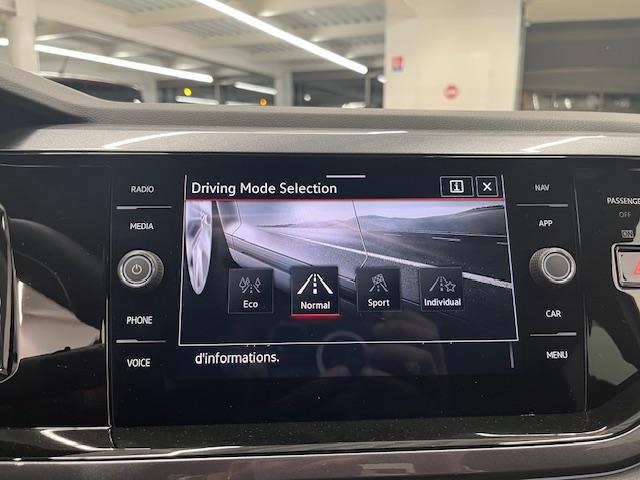 RADIO
MEDIA
PHONE
VOICE
Driving Mode Selection
Eco
Normal
Sport
Individual
d'informations.
NAV
APP
CAR
MENU
PASSENGE
OFF
ON